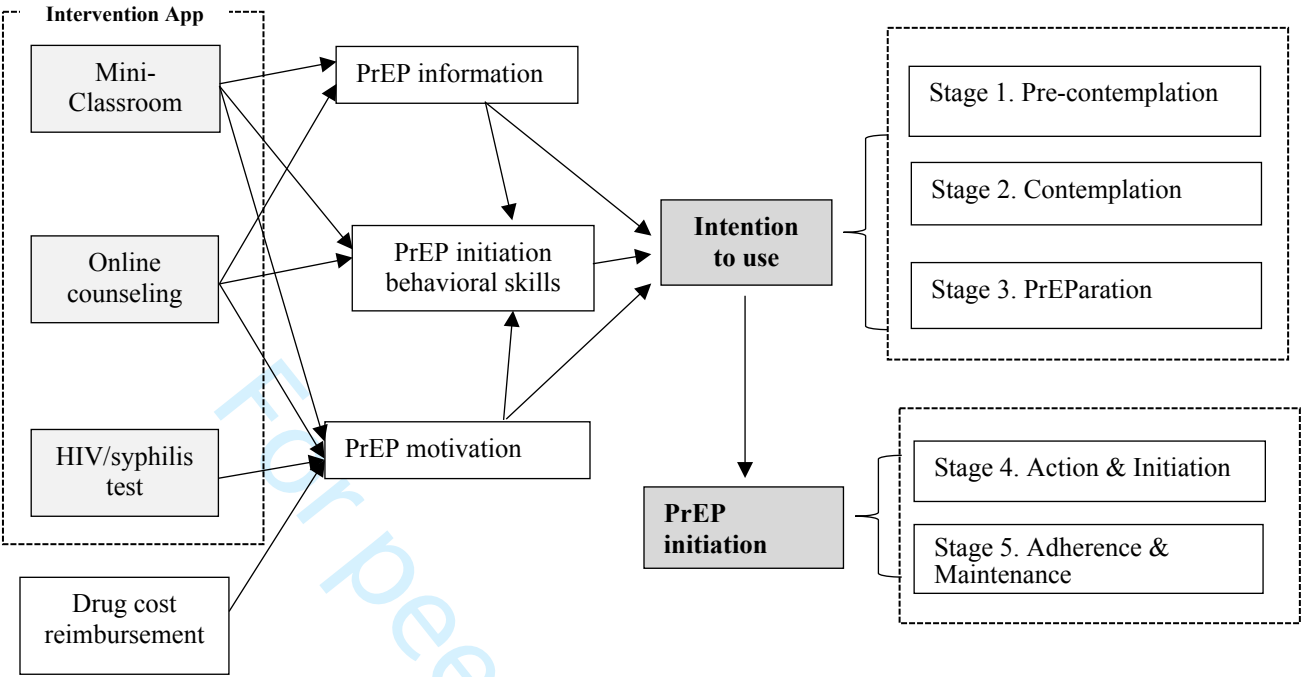 Intervention App
Mini-
Classroom
Online
counseling
HIV/syphilis
test
Drug cost
reimbursement
PrEP information
PrEP initiation
behavioral skills
PrEP motivation
Intention
to use
PrEP
initiation
Stage 1. Pre-contemplation
Stage 2. Contemplation
Stage 3. PrEParation
Stage 4. Action & Initiation
Stage 5. Adherence &
Maintenance
For pee